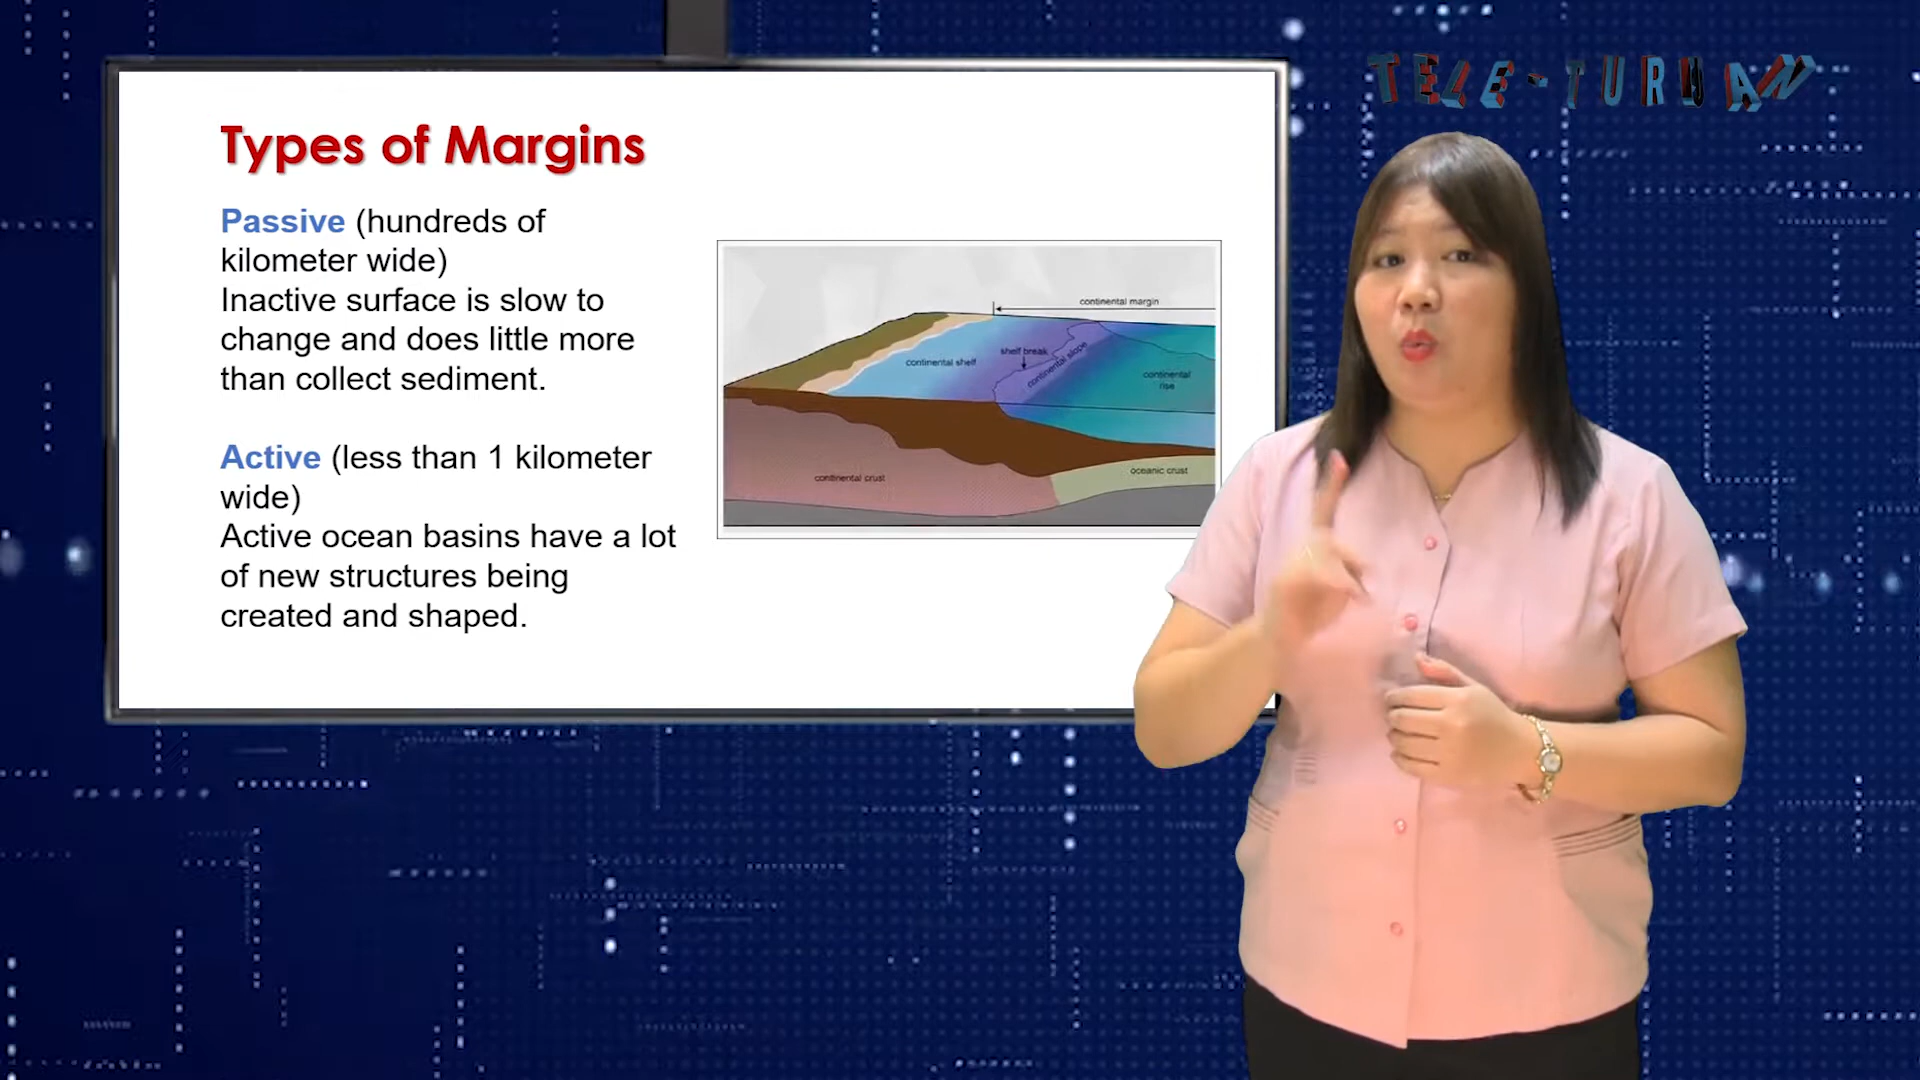 TELE-TURUAN
Types of Margins
Passive (hundreds of
kilometer wide)
Inactive surface is slow to
change and does little more
than collect sediment.
Active (less than 1 kilometer
wide)
Active ocean basins have a lot
of new structures being
created and shaped.
continental margin
shelf break
continental shelf
continental slope
continental
rise
oceanic crust
continental crust